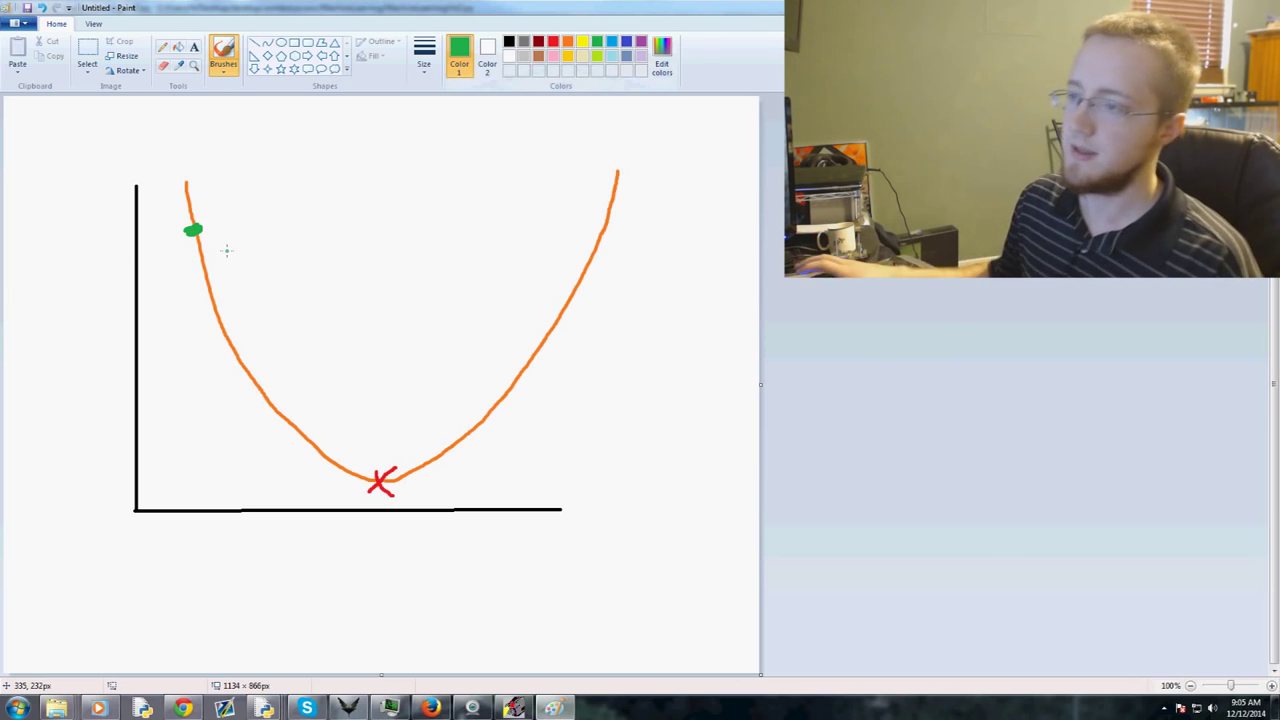 Untitled - Paint
Home View
Paste
Cut
Copy
Clipboard
Select
Crop
Resize
Rotate
Image
A
Tools
Brushes
Shapes
Outline
Fill
Size
Color 1
Color 2
Edit colors
Colors
335, 232px
1134 × 866px
100%
9:05 AM
12/12/2014